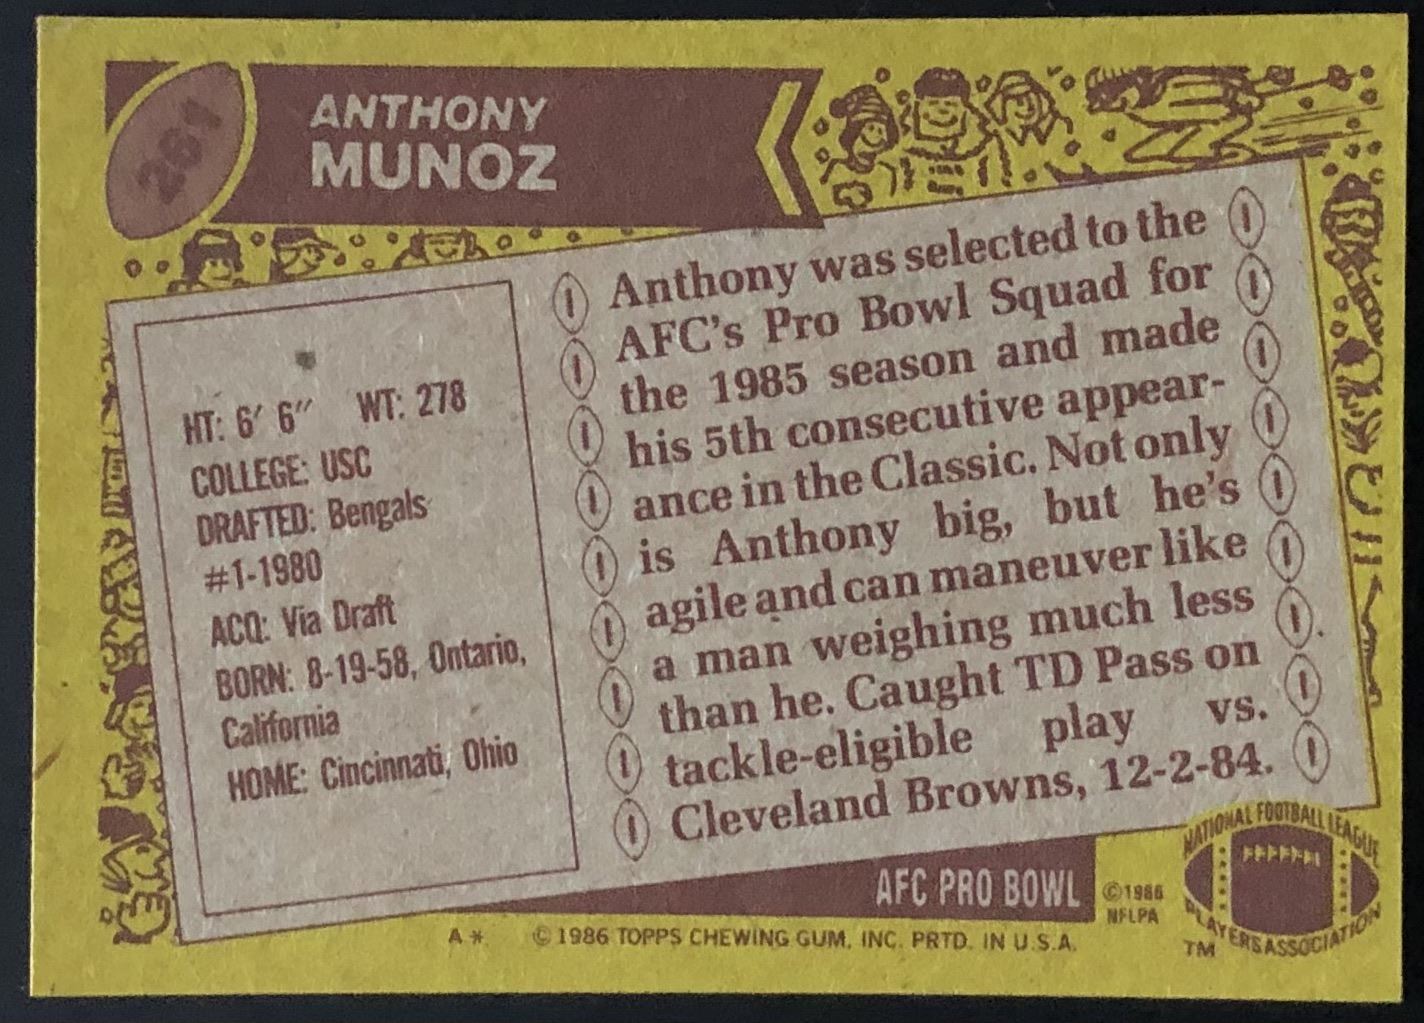 261
ANTHONY
MUNOZ
HT: 6′ 6″ WT: 278
COLLEGE: USC
DRAFTED: Bengals
#1-1980
ACQ: Via Draft
BORN: 8-19-58, Ontario,
California
HOME: Cincinnati, Ohio
Anthony was selected to the
AFC's Pro Bowl Squad for
the 1985 season and made
his 5th consecutive appear-
ance in the Classic. Not only
is Anthony big, but he's
agile and can maneuver like
a man weighing much less
than he. Caught TD Pass on
tackle-eligible play vs.
Cleveland Browns, 12-2-84.
AFC PRO BOWL
©1986
NFLPA
NATIONAL FOOTBALL LEAGUE
PLAYERS ASSOCIATION
TM
A* © 1986 TOPPS CHEWING GUM, INC. PRTD. IN U.S.A.